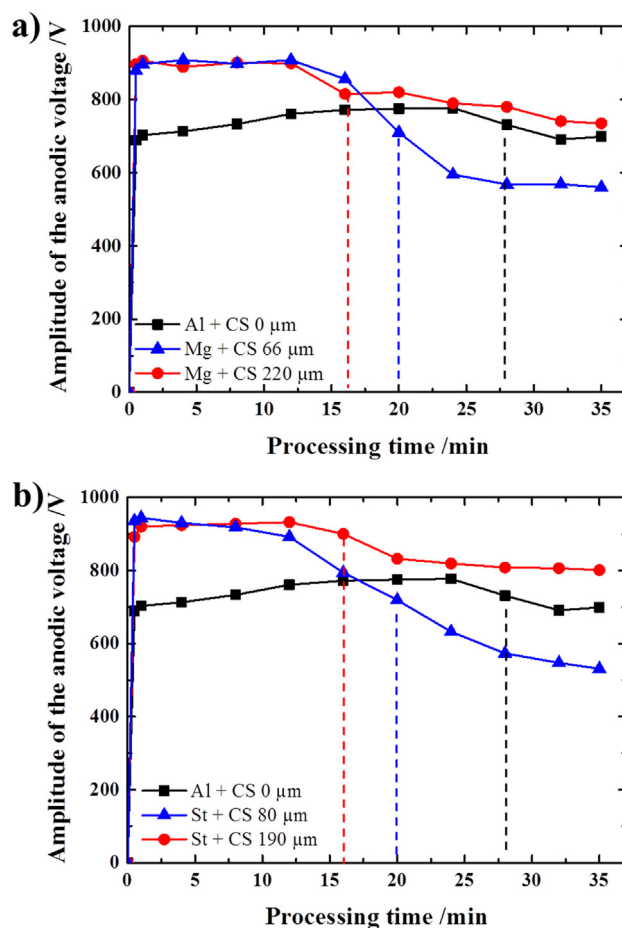 a)
1000
800
600
400
200
0
Amplitude of the anodic voltage /V
Al + CS 0 µm
Mg + CS 66 µm
Mg + CS 220 µm
0 5 10 15 20 25 30 35
Processing time /min
b)
1000
800
600
400
200
0
Amplitude of the anodic voltage /V
Al + CS 0 µm
St + CS 80 µm
St + CS 190 µm
0 5 10 15 20 25 30 35
Processing time /min